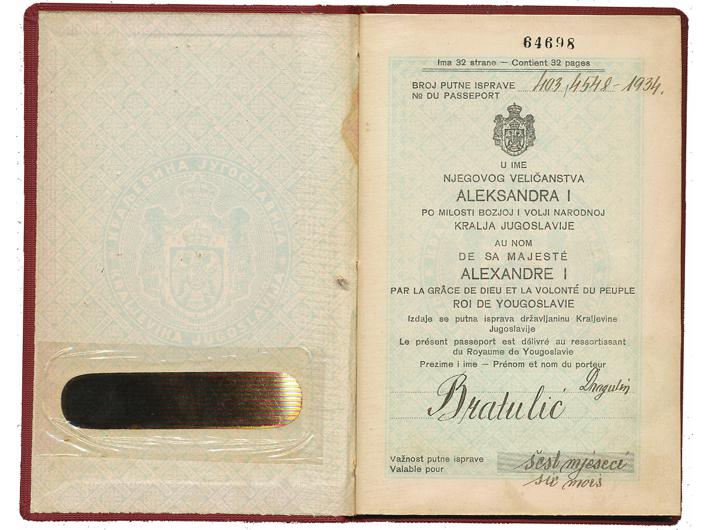 КРАЉЕВИНА ЈУГОСЛАВИЈА
64698
Ima 32 strane — Contient 32 pages
BROJ PUTNE ISPRAVE 403,4548-1934.
No DU PASSEPORT
U IME
NJEGOVOG VELIČANSTVA
ALEKSANDRA I
PO MILOSTI BOZJOJ I VOLJI NARODNOJ
KRALJA JUGOSLAVIJE
AU NOM
DE SA MAJESTÉ
ALEXANDRE I
PAR LA GRÂCE DE DIEU ET LA VOLONTÉ DU PEUPLE
ROI DE YOUGOSLAVIE
Izdaje se putna isprava državljaninu Kraljevine
Jugoslavije
Le présent passeport est délivré au ressortissant
du Royaume de Yougoslavie
Prezime i ime — Prénom et nom du porteur
Dragutin
Bratulić
Važnost putne isprave šest mjeseci
Valable pour six mois